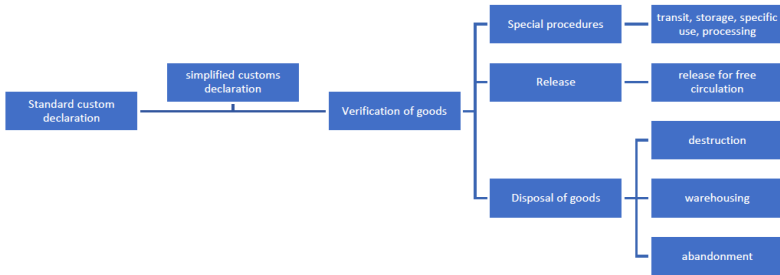 Standard custom
declaration
simplified customs
declaration
Verification of goods
Special procedures
transit, storage, specific
use, processing
Release
release for free
circulation
Disposal of goods
destruction
warehousing
abandonment